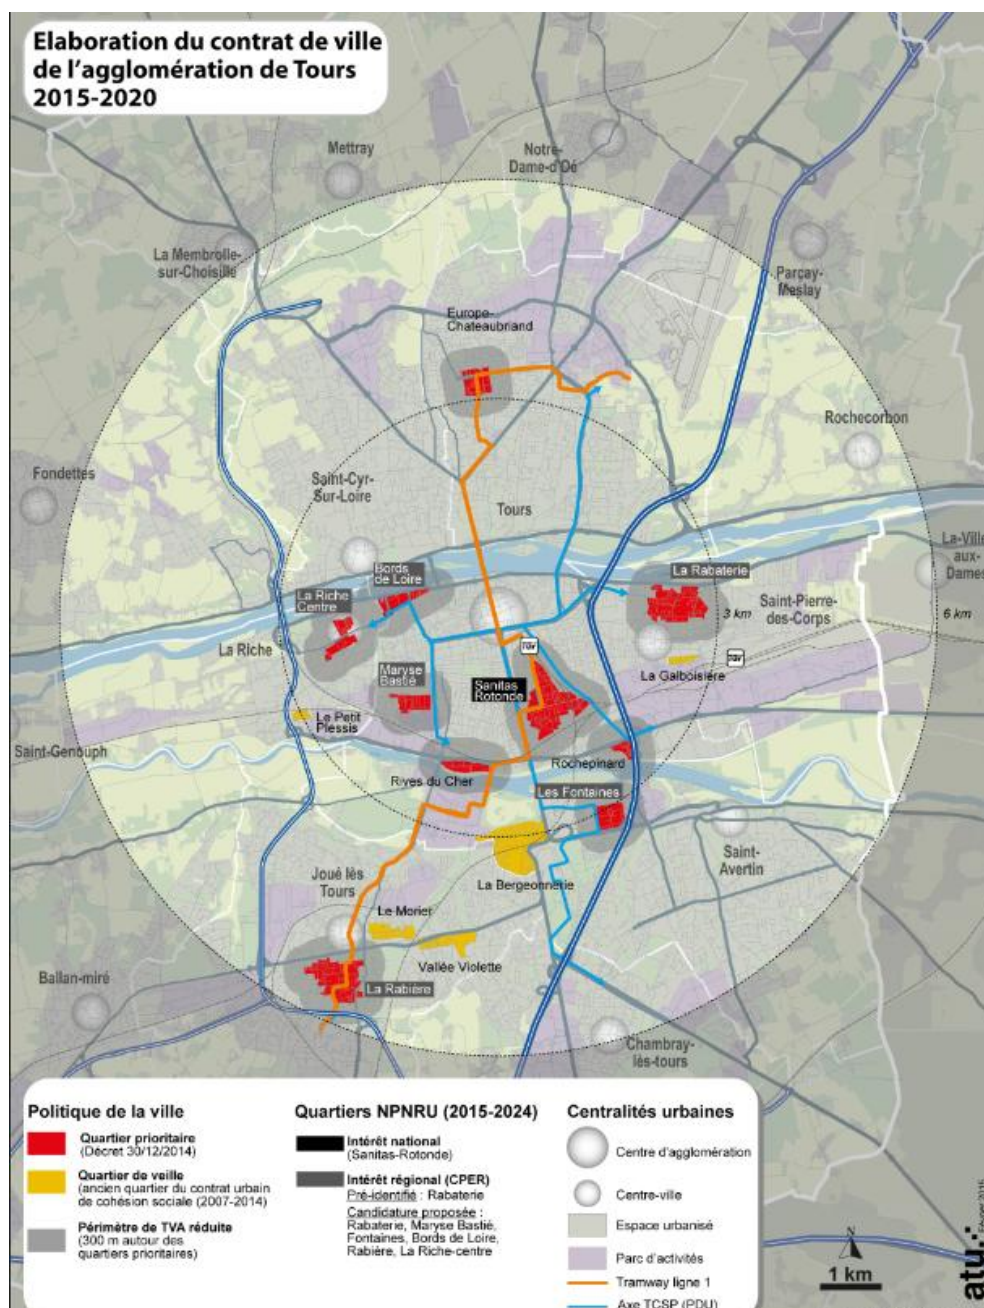 Elaboration du contrat de ville
de l'agglomération de Tours
2015-2020
Mettray
Notre-
Dame-d'Oé
La Membrolle-
sur-Choisille
Parçay-
Meslay
Europe-
Chateaubriand
Rochecorbon
Fondettes
Saint-Cyr-
Sur-Loire
Tours
La-Ville
aux-
Dames
Bords
de Loire
La Rabaterie
La Riche
Centre
3 km
Saint-Pierre-
des-Corps
6 km
La Riche
TGV
TGV
Maryse
Bastié
Sanitas
Rotonde
La Galboisière
Le Petit
Plessis
Saint-Genouph
Rochepinard
Rives du Cher
Les Fontaines
Saint-
Avertin
Joué lès
Tours
La Bergeonnerie
Le Morier
Vallée Violette
Ballan-miré
La Rabière
Chambray-
lès-tours
Politique de la ville
Quartier prioritaire
(Décret 30/12/2014)
Quartier de veille
(ancien quartier du contrat urbain
de cohésion sociale (2007-2014)
Périmètre de TVA réduite
(300 m autour des
quartiers prioritaires)
Quartiers NPNRU (2015-2024)
Intérêt national
(Sanitas-Rotonde)
Intérêt régional (CPER)
Pré-identifié : Rabaterie
Candidature proposée :
Rabaterie, Maryse Bastié,
Fontaines, Bords de Loire,
Rabière, La Riche-centre
Centralités urbaines
Centre d'agglomération
Centre-ville
Espace urbanisé
Parc d'activités
Tramway ligne 1
Axe TCSP (PDU)
N
1 km
atu
Février 2015